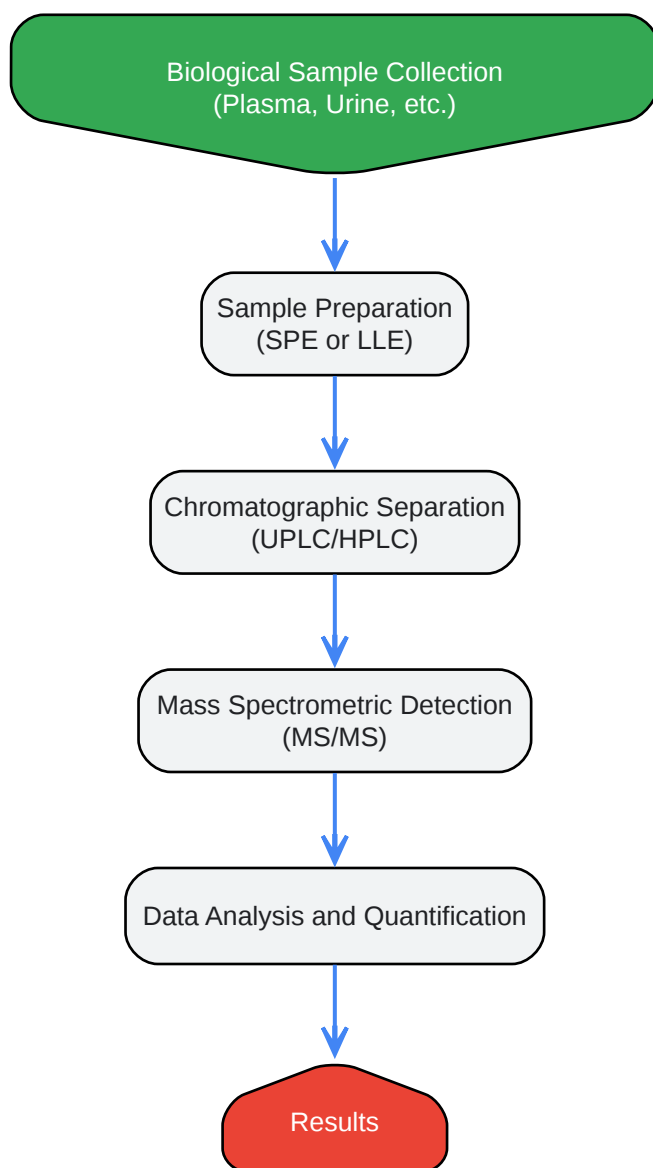 Biological Sample Collection
(Plasma, Urine, etc.)
Sample Preparation
(SPE or LLE)
Chromatographic Separation
(UPLC/HPLC)
Mass Spectrometric Detection
(MS/MS)
Data Analysis and Quantification
Results